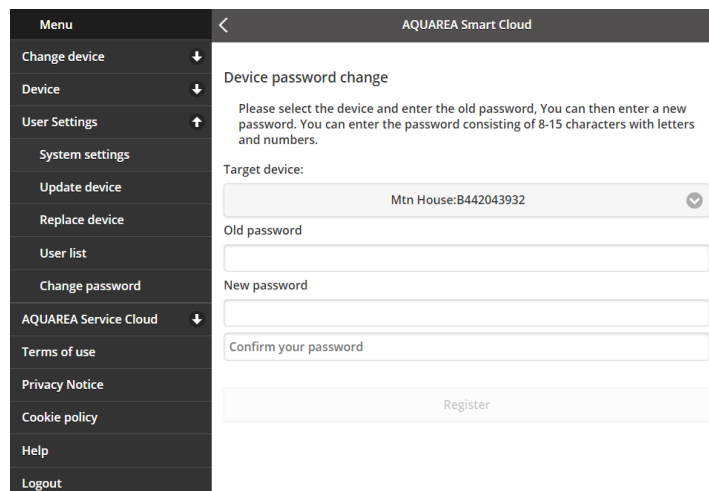 Menu
Change device
Device
User Settings
System settings
Update device
Replace device
User list
Change password
AQUAREA Service Cloud
Terms of use
Privacy Notice
Cookie policy
Help
Logout
AQUAREA Smart Cloud
Device password change
Please select the device and enter the old password, You can then enter a new
password. You can enter the password consisting of 8-15 characters with letters
and numbers.
Target device:
Mtn House:B442043932
Old password
New password
Confirm your password
Register